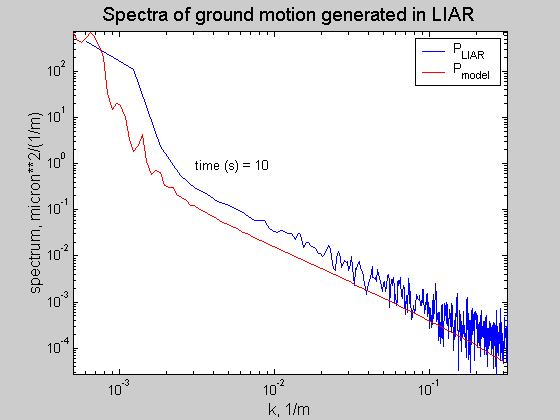 Spectra of ground motion generated in LIAR
P_LIAR
P_model
time (s) = 10
spectrum, micron**2/(1/m)
10^2
10^1
10^0
10^-1
10^-2
10^-3
10^-4
10^-3
10^-2
10^-1
k, 1/m